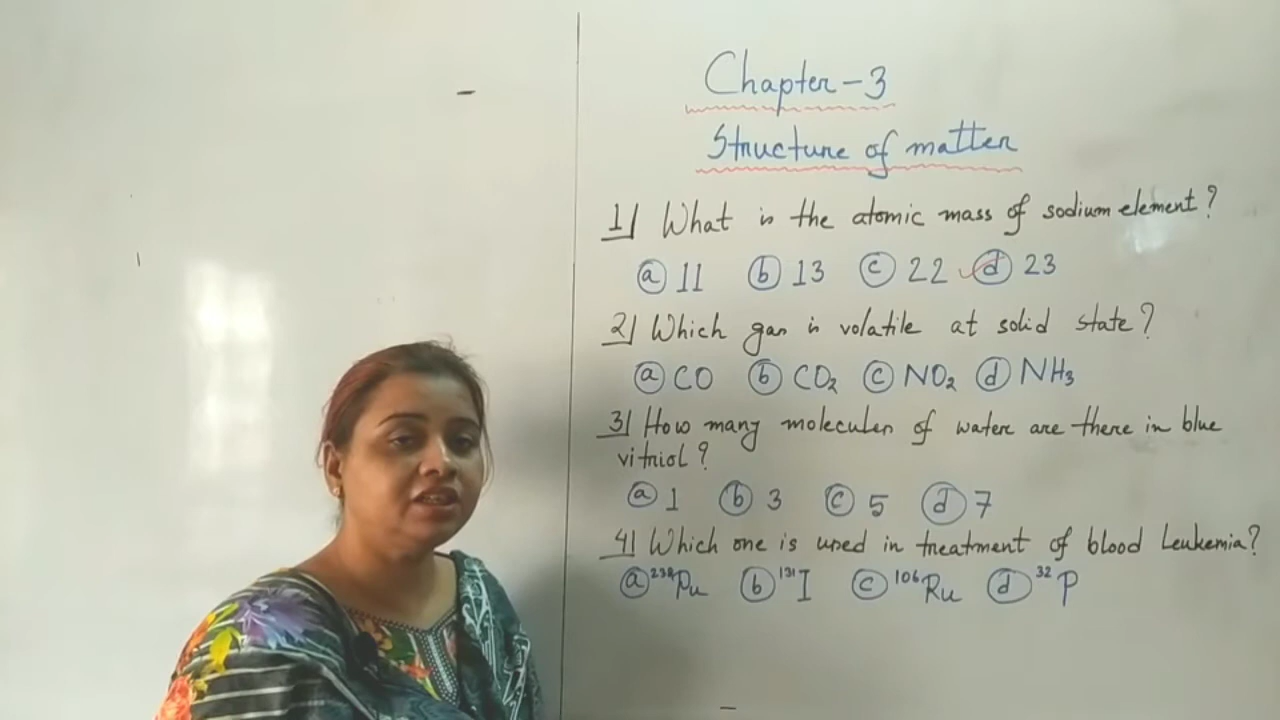 Chapter-3
Structure of matter
1| What is the atomic mass of sodium element?
ⓐ 11 ⓑ 13 ⓒ 22 ✓ⓓ 23
2| Which gas is volatile at solid state?
ⓐ CO ⓑ CO₂ ⓒ NO₂ ⓓ NH₃
3| How many molecules of water are there in blue
vitriol?
ⓐ 1 ⓑ 3 ⓒ 5 ⓓ 7
4| Which one is used in treatment of blood Leukemia?
ⓐ ²³⁸Pu ⓑ ¹³¹I ⓒ ¹⁰⁶Ru ⓓ ³²P